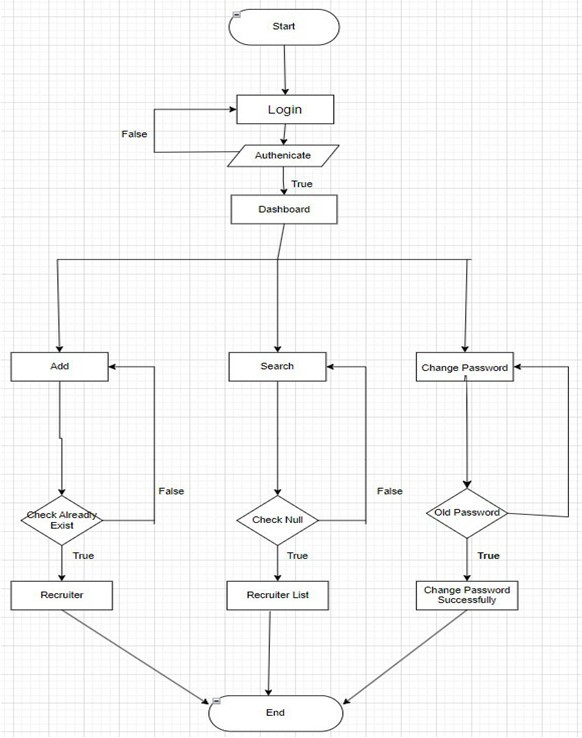 Start
Login
False
Authenicate
True
Dashboard
Add
Search
Change Password
False
False
Check Alreadly
Exist
Check Null
Old Password
True
True
True
Recruiter
Recruiter List
Change Password
Successfully
End